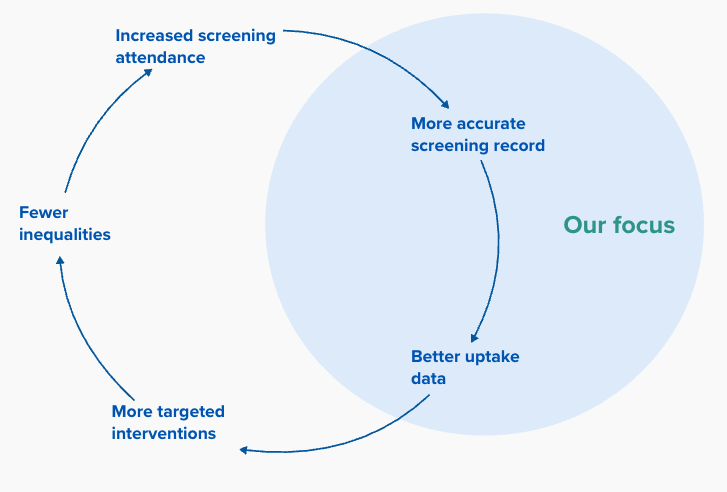 Increased screening
attendance
More accurate
screening record
Our focus
Better uptake
data
More targeted
interventions
Fewer
inequalities